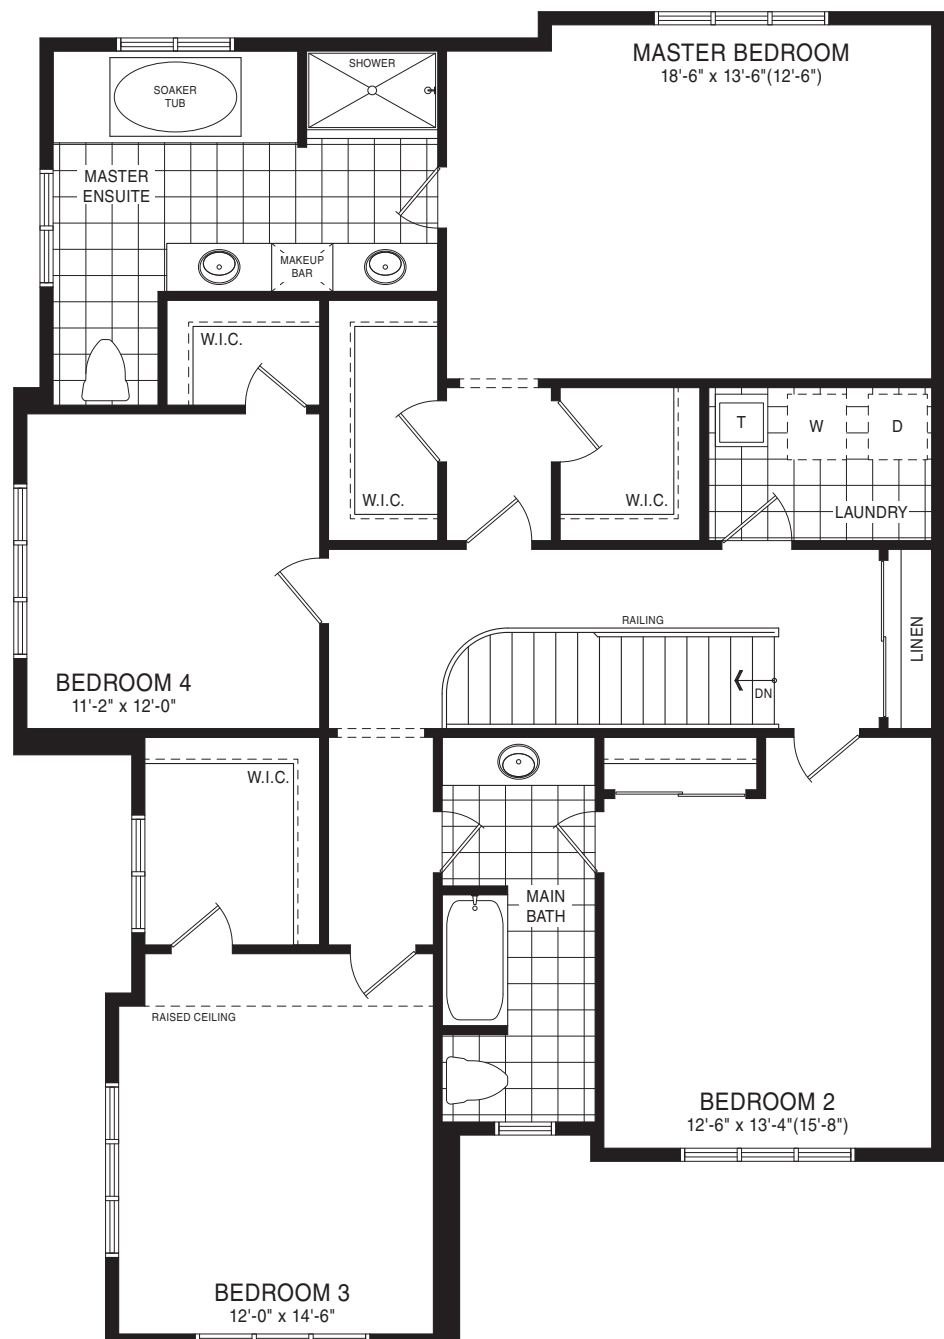 MASTER BEDROOM
18'-6" x 13'-6"(12'-6")
SHOWER
SOAKER
TUB
MASTER
ENSUITE
MAKEUP
BAR
W.I.C.
W.I.C.
W.I.C.
T
W
D
LAUNDRY
RAILING
LINEN
DN
BEDROOM 4
11'-2" x 12'-0"
W.I.C.
MAIN
BATH
RAISED CEILING
BEDROOM 2
12'-6" x 13'-4"(15'-8")
BEDROOM 3
12'-0" x 14'-6"